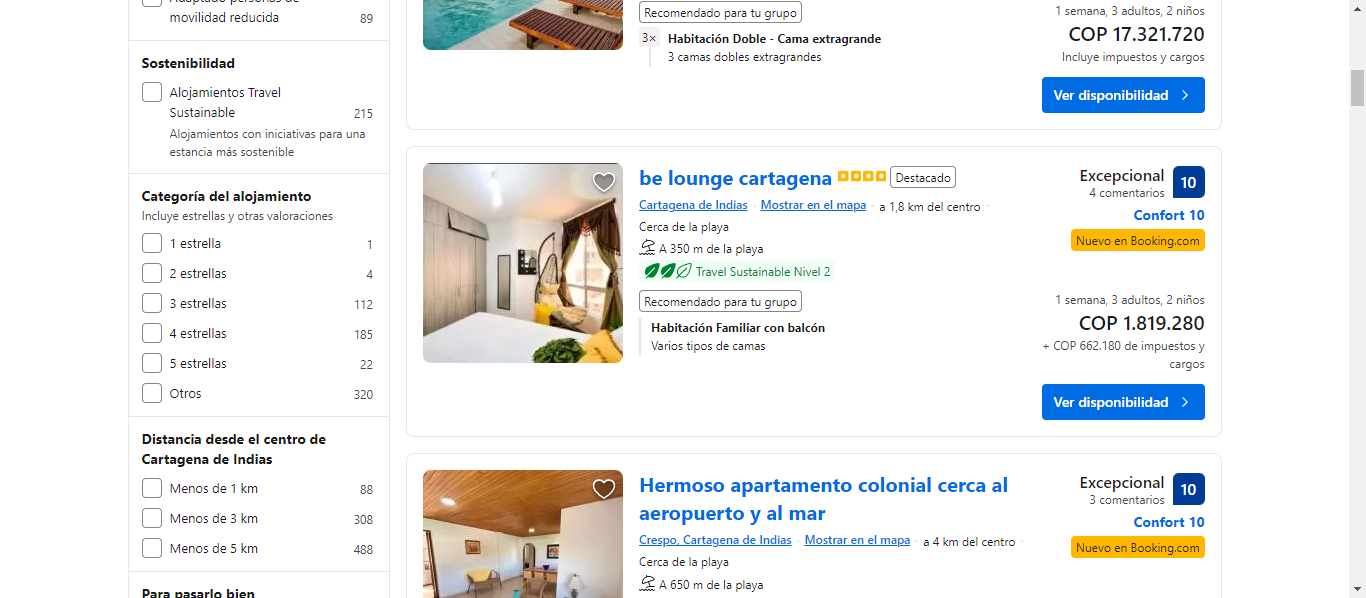 Adaptado personas de
movilidad reducida 89
Sostenibilidad
Alojamientos Travel
Sustainable 215
Alojamientos con iniciativas para una
estancia más sostenible
Categoría del alojamiento
Incluye estrellas y otras valoraciones
1 estrella 1
2 estrellas 4
3 estrellas 112
4 estrellas 185
5 estrellas 22
Otros 320
Distancia desde el centro de
Cartagena de Indias
Menos de 1 km 88
Menos de 3 km 308
Menos de 5 km 488
Para pasarlo bien
Recomendado para tu grupo
3× Habitación Doble - Cama extragrande
3 camas dobles extragrandes
1 semana, 3 adultos, 2 niños
COP 17.321.720
Incluye impuestos y cargos
Ver disponibilidad
be lounge cartagena Destacado
Cartagena de Indias · Mostrar en el mapa · a 1,8 km del centro ·
Cerca de la playa
A 350 m de la playa
Travel Sustainable Nivel 2
Recomendado para tu grupo
Habitación Familiar con balcón
Varios tipos de camas
Excepcional 10
4 comentarios
Confort 10
Nuevo en Booking.com
1 semana, 3 adultos, 2 niños
COP 1.819.280
+ COP 662.180 de impuestos y
cargos
Ver disponibilidad
Hermoso apartamento colonial cerca al
aeropuerto y al mar
Crespo, Cartagena de Indias · Mostrar en el mapa · a 4 km del centro ·
Cerca de la playa
A 650 m de la playa
Excepcional 10
3 comentarios
Confort 10
Nuevo en Booking.com